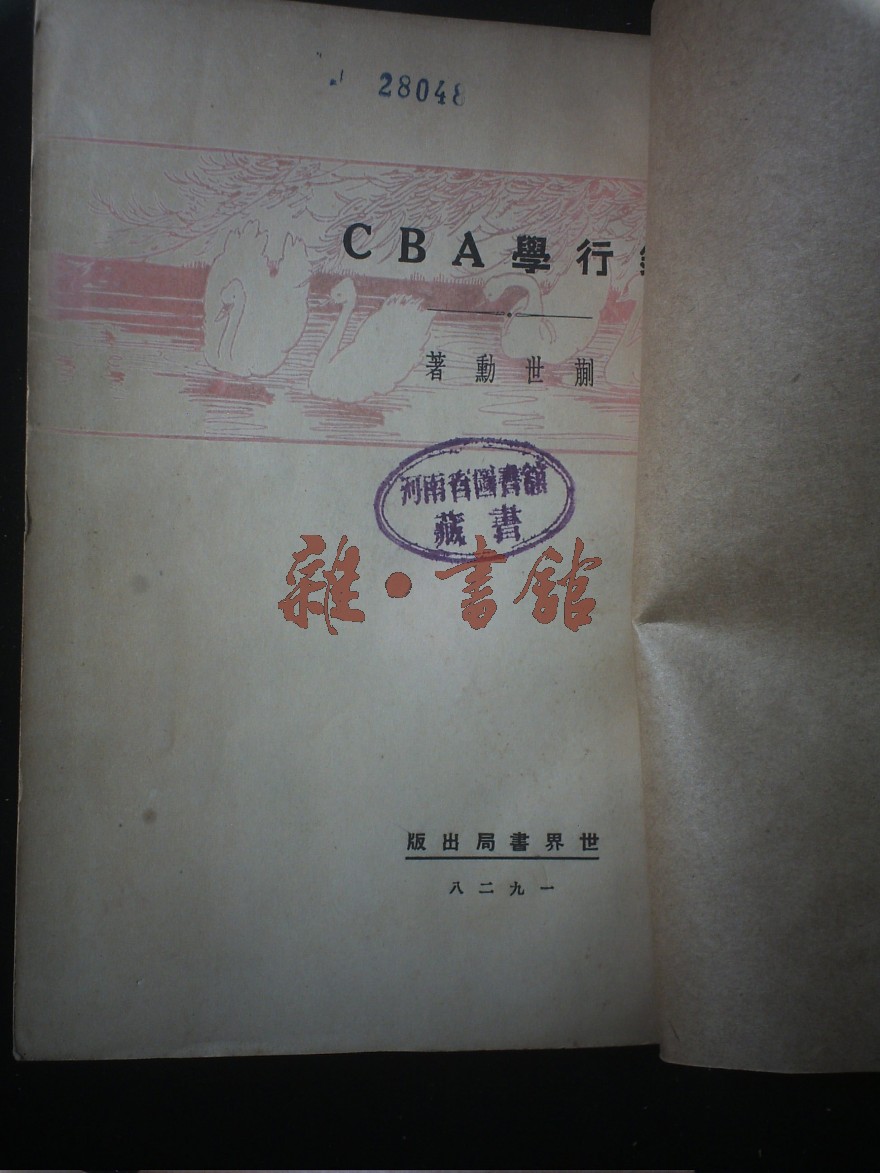 28048
行學ABC
蒯世勳著
河南省圖書館
藏書
雜·書館
世界書局出版
一九二八